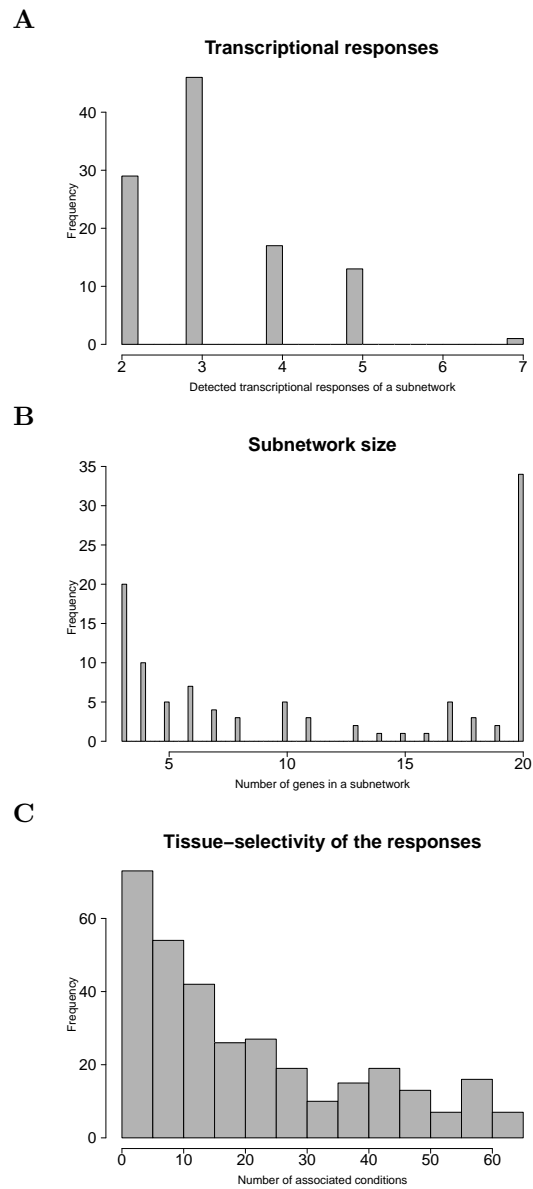 A
Transcriptional responses
Frequency
40
30
20
10
0
2 3 4 5 6 7
Detected transcriptional responses of a subnetwork
B
Subnetwork size
Frequency
35
30
25
20
15
10
5
0
5 10 15 20
Number of genes in a subnetwork
C
Tissue−selectivity of the responses
Frequency
60
40
20
0
0 10 20 30 40 50 60
Number of associated conditions